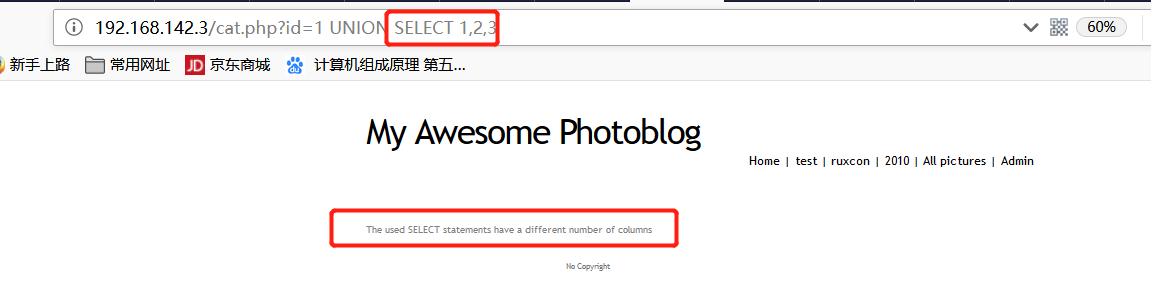 192.168.142.3/cat.php?id=1 UNION SELECT 1,2,3
60%
新手上路 常用网址 JD 京东商城 du 计算机组成原理 第五...
My Awesome Photoblog
Home | test | ruxcon | 2010 | All pictures | Admin
The used SELECT statements have a different number of columns
No Copyright